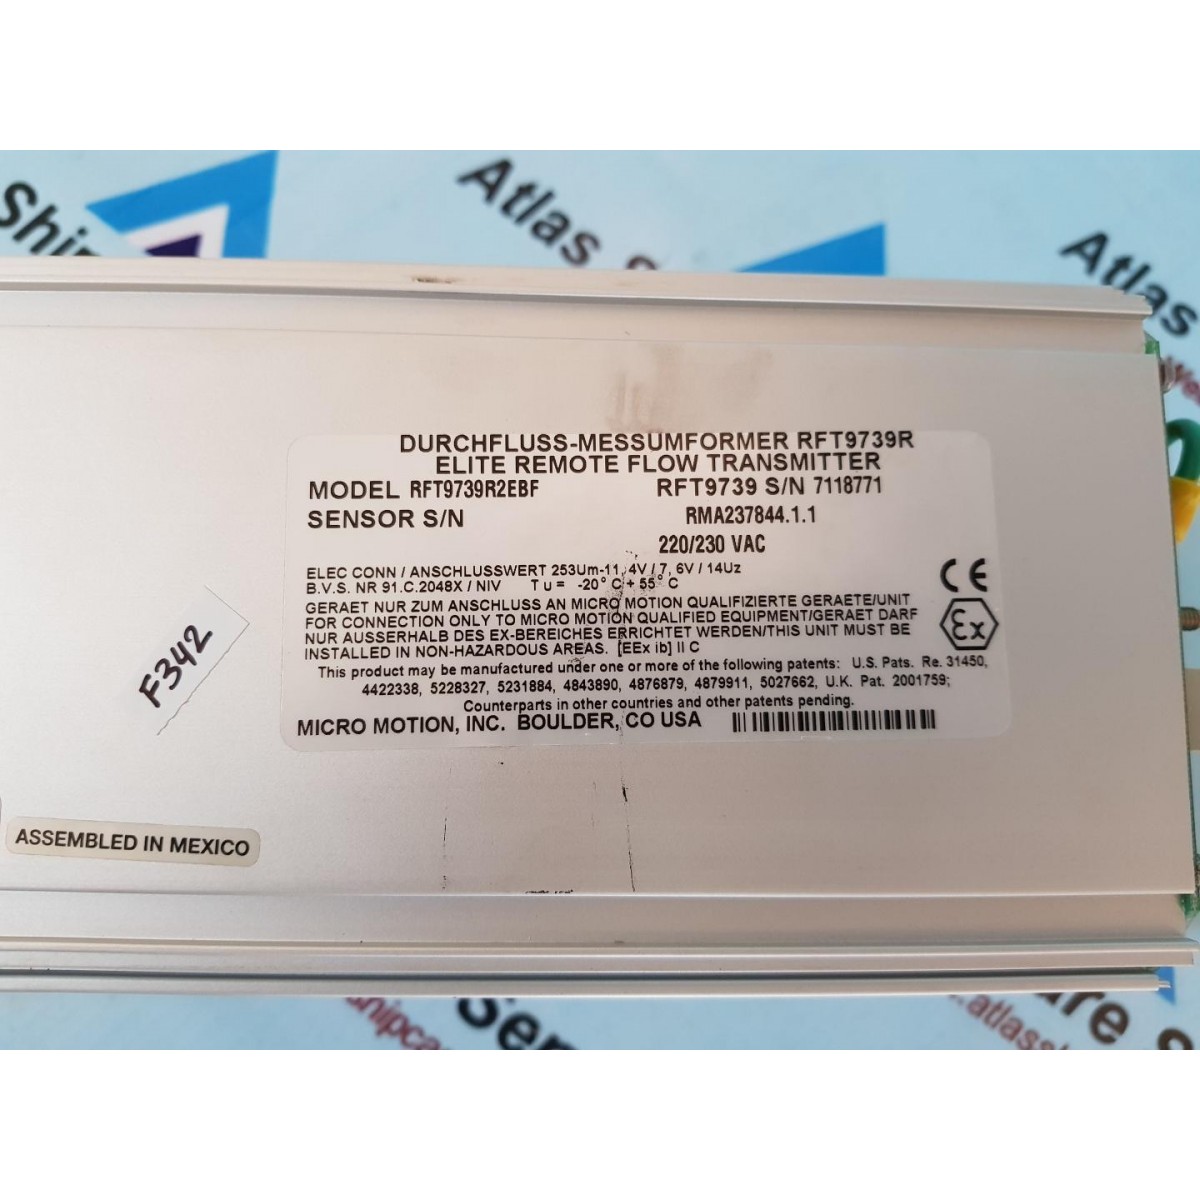 Ship
Atlas S
Atlas
DURCHFLUSS-MESSUMFORMER RFT9739R
ELITE REMOTE FLOW TRANSMITTER
MODEL RFT9739R2EBF RFT9739 S/N 7118771
SENSOR S/N RMA237844.1.1
220/230 VAC
ELEC CONN / ANSCHLUSSWERT 253Um-11, 4V / 7, 6V / 14Uz
B.V.S. NR 91.C.2048X / NIV Tu = -20° C + 55° C
CE
GERAET NUR ZUM ANSCHLUSS AN MICRO MOTION QUALIFIZIERTE GERAETE/UNIT
FOR CONNECTION ONLY TO MICRO MOTION QUALIFIED EQUIPMENT/GERAET DARF
NUR AUSSERHALB DES EX-BEREICHES ERRICHTET WERDEN/THIS UNIT MUST BE
INSTALLED IN NON-HAZARDOUS AREAS. [EEx ib] II C
Ex
This product may be manufactured under one or more of the following patents: U.S. Pats. Re. 31450,
4422338, 5228327, 5231884, 4843890, 4876879, 4879911, 5027662, U.K. Pat. 2001759;
Counterparts in other countries and other patents pending.
MICRO MOTION, INC. BOULDER, CO USA
F342
ASSEMBLED IN MEXICO
shipca
Ser
are S
.atlass